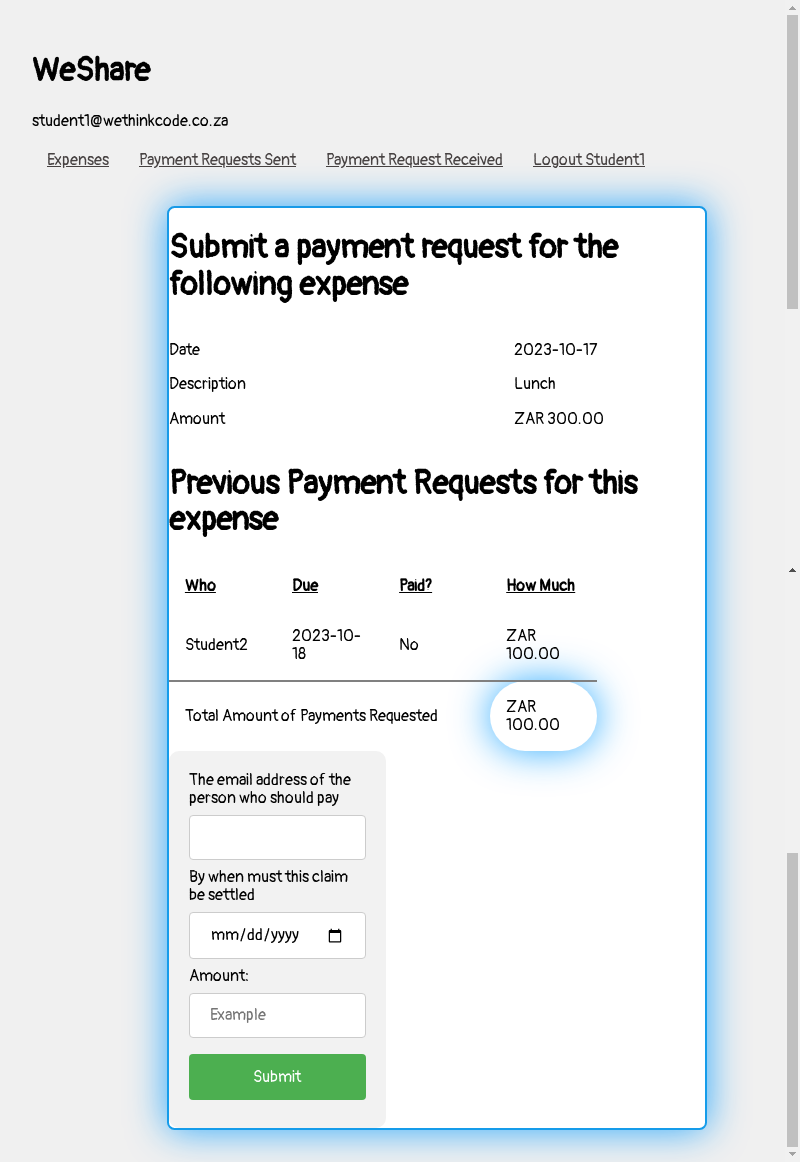 WeShare
student1@wethinkcode.co.za
Expenses Payment Requests Sent Payment Request Received Logout Student1
Submit a payment request for the
following expense
Date 2023-10-17
Description Lunch
Amount ZAR 300.00
Previous Payment Requests for this
expense
Who Due Paid? How Much
Student2 2023-10-18 No ZAR 100.00
Total Amount of Payments Requested ZAR 100.00
The email address of the
person who should pay
By when must this claim
be settled
mm/dd/yyyy
Amount:
Example
Submit